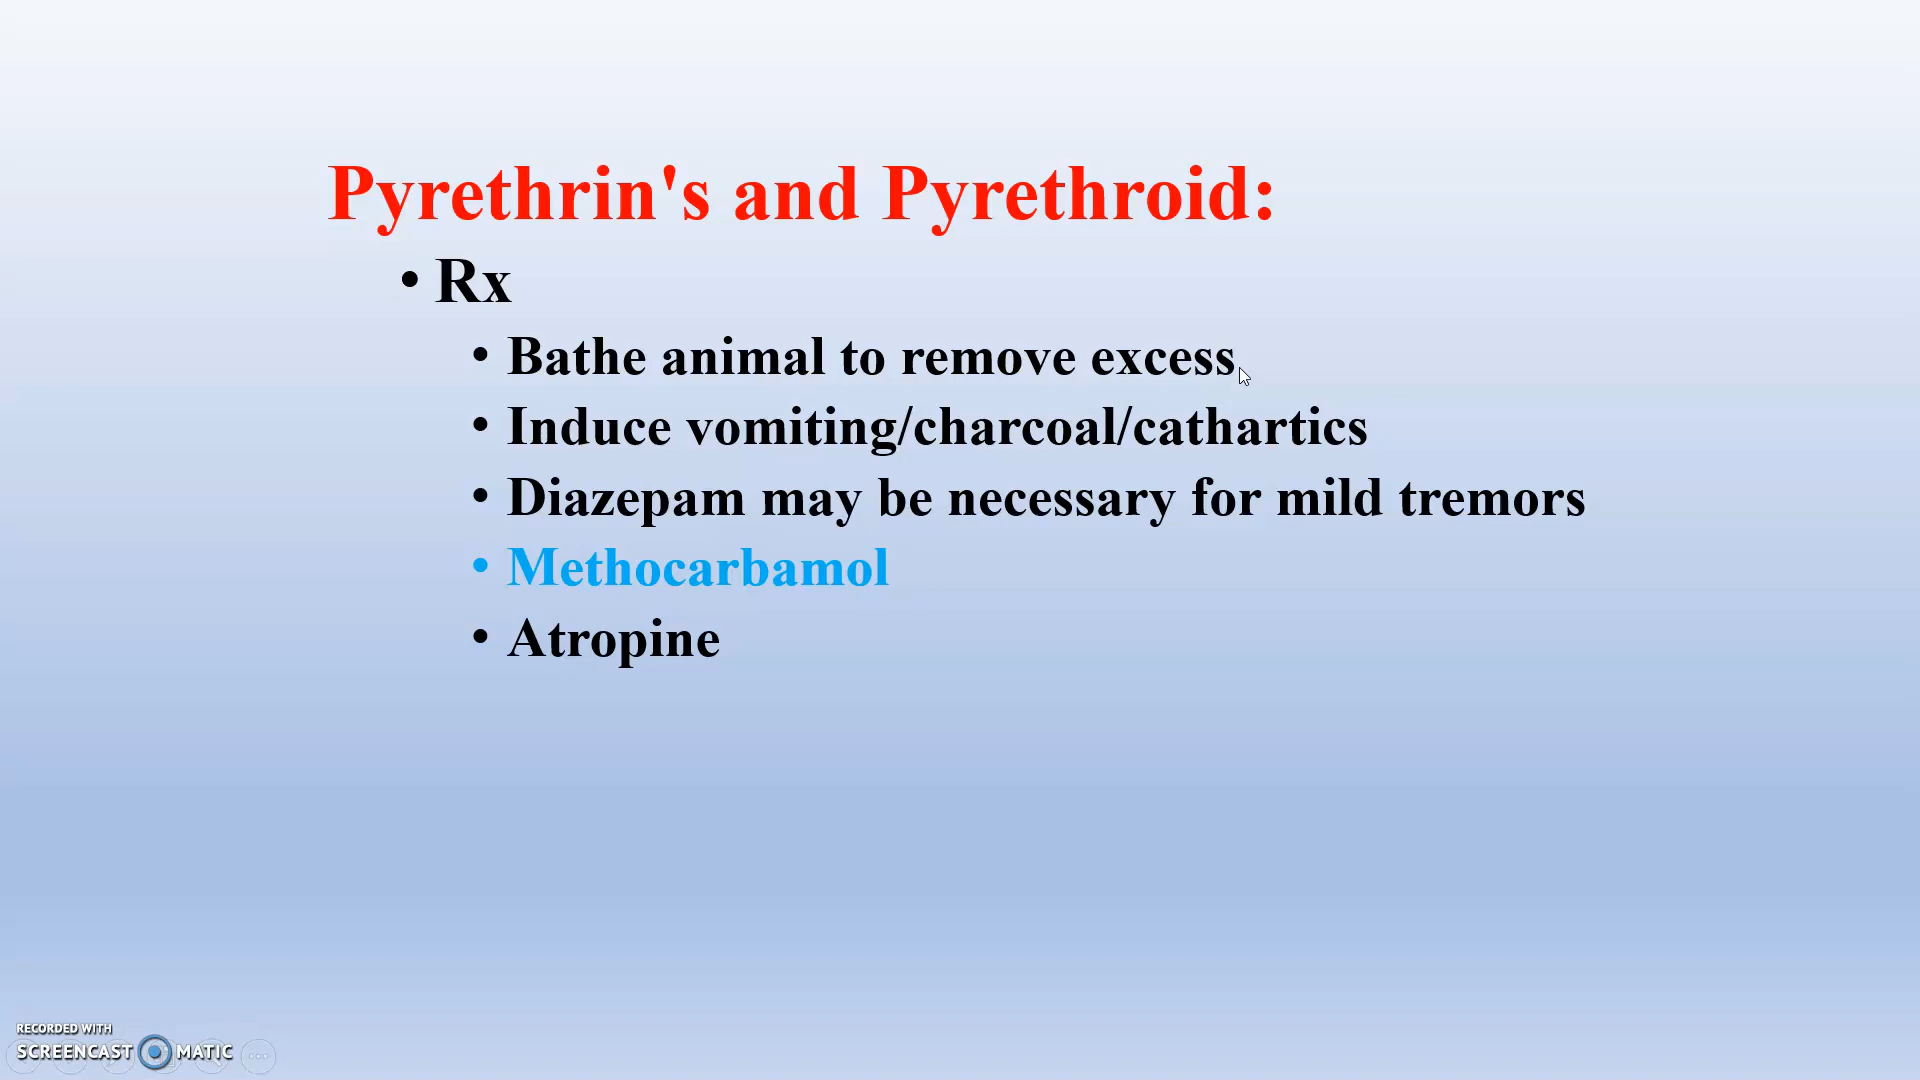 Pyrethrin's and Pyrethroid:
• Rx
• Bathe animal to remove excess
• Induce vomiting/charcoal/cathartics
• Diazepam may be necessary for mild tremors
• Methocarbamol
• Atropine
RECORDED WITH
SCREENCAST MATIC